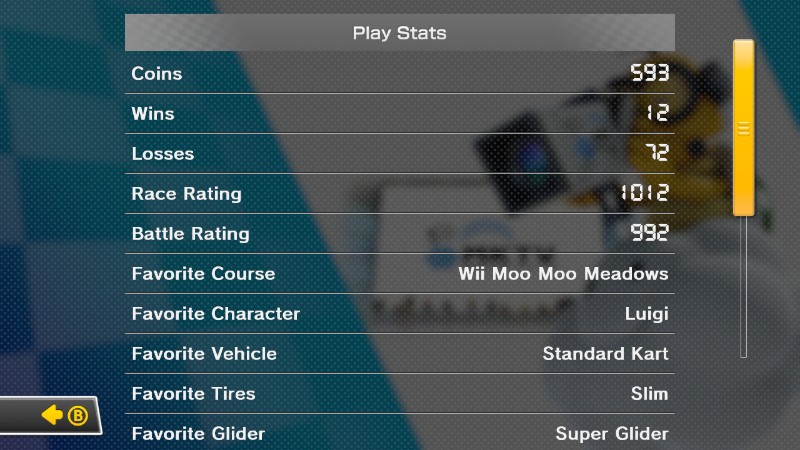 Play Stats
Coins 593
Wins 12
Losses 72
Race Rating 1012
Battle Rating 992
Favorite Course Wii Moo Moo Meadows
Favorite Character Luigi
Favorite Vehicle Standard Kart
Favorite Tires Slim
Favorite Glider Super Glider
B
MKTV